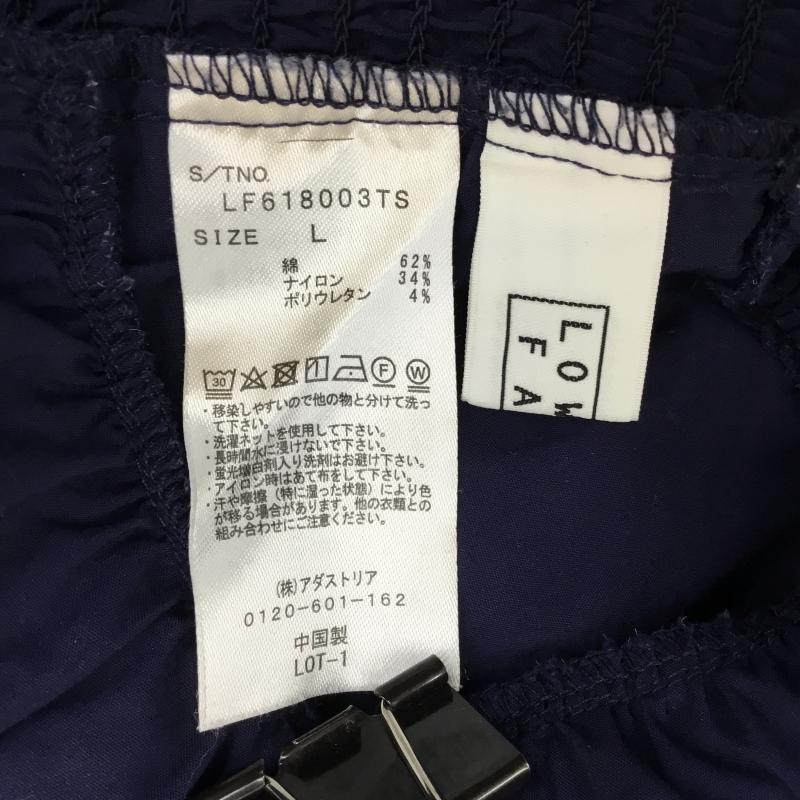 S/TNO.
LF618003TS
SIZE L
綿 62%
ナイロン 34%
ポリウレタン 4%
30 F W
・移染しやすいので他の物と分けて洗っ
て下さい。
・洗濯ネットを使用して下さい。
・長時間水に浸けないで下さい。
・蛍光増白剤入り洗剤はお避け下さい。
・アイロン時はあて布をして下さい。
・汗や摩擦（特に湿った状態）により色
が移る場合があります。他の衣類との
組み合わせにご注意ください。
(株)アダストリア
0120-601-162
中国製
LOT-1
LOW
FA